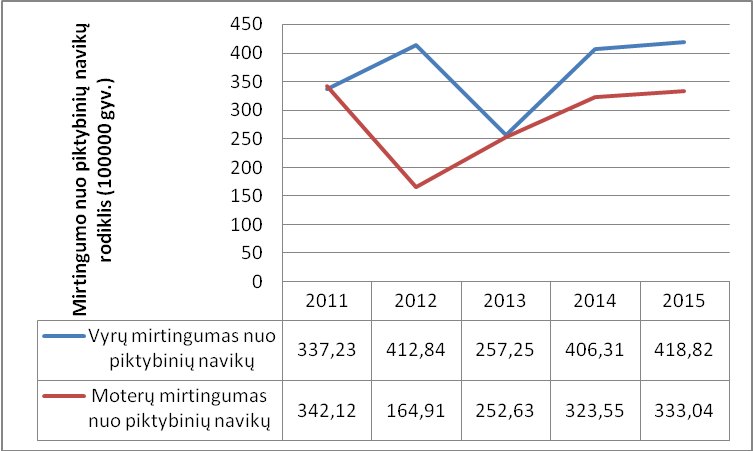 Mirtingumo nuo piktybinių navikų
rodiklis (100000 gyv.)
450
400
350
300
250
200
150
100
50
0
2011 2012 2013 2014 2015
Vyrų mirtingumas nuo
piktybinių navikų
337,23 412,84 257,25 406,31 418,82
Moterų mirtingumas
nuo piktybinių navikų
342,12 164,91 252,63 323,55 333,04